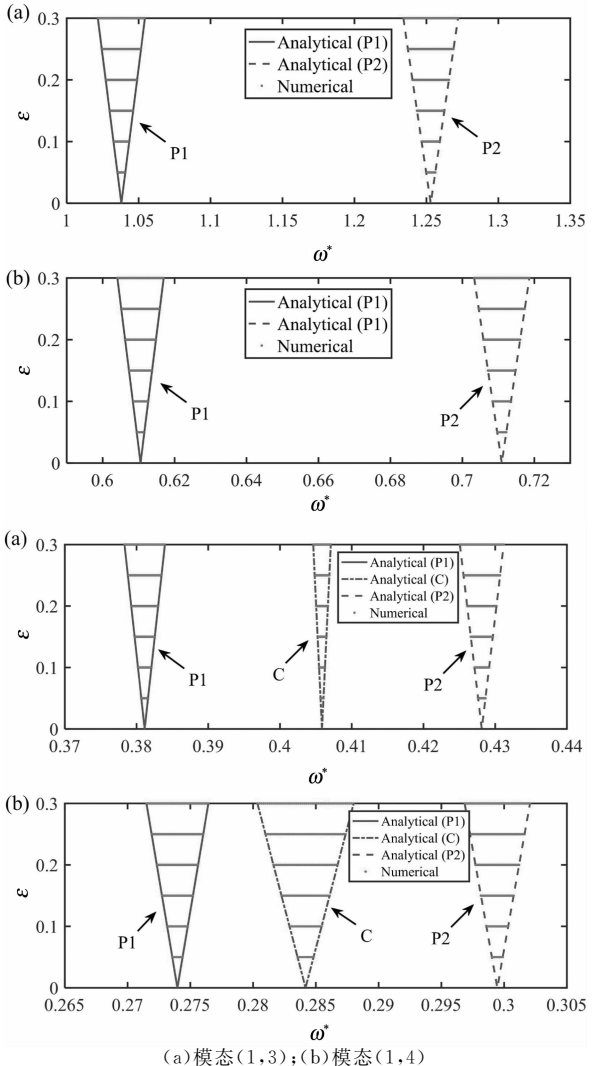 (a)
0.3
0.2
0.1
0
ε
Analytical (P1)
Analytical (P2)
Numerical
P1
P2
1 1.05 1.1 1.15 1.2 1.25 1.3 1.35
ω*
(b)
0.3
0.2
0.1
0
ε
Analytical (P1)
Analytical (P1)
Numerical
P1
P2
0.6 0.62 0.64 0.66 0.68 0.7 0.72
ω*
(a)
0.3
0.2
0.1
0
ε
Analytical (P1)
Analytical (C)
Analytical (P2)
Numerical
P1
C
P2
0.37 0.38 0.39 0.4 0.41 0.42 0.43 0.44
ω*
(b)
0.3
0.2
0.1
0
ε
Analytical (P1)
Analytical (C)
Analytical (P2)
Numerical
P1
C
P2
0.265 0.27 0.275 0.28 0.285 0.29 0.295 0.3 0.305
ω*
(a)模态(1,3);(b)模态(1,4)